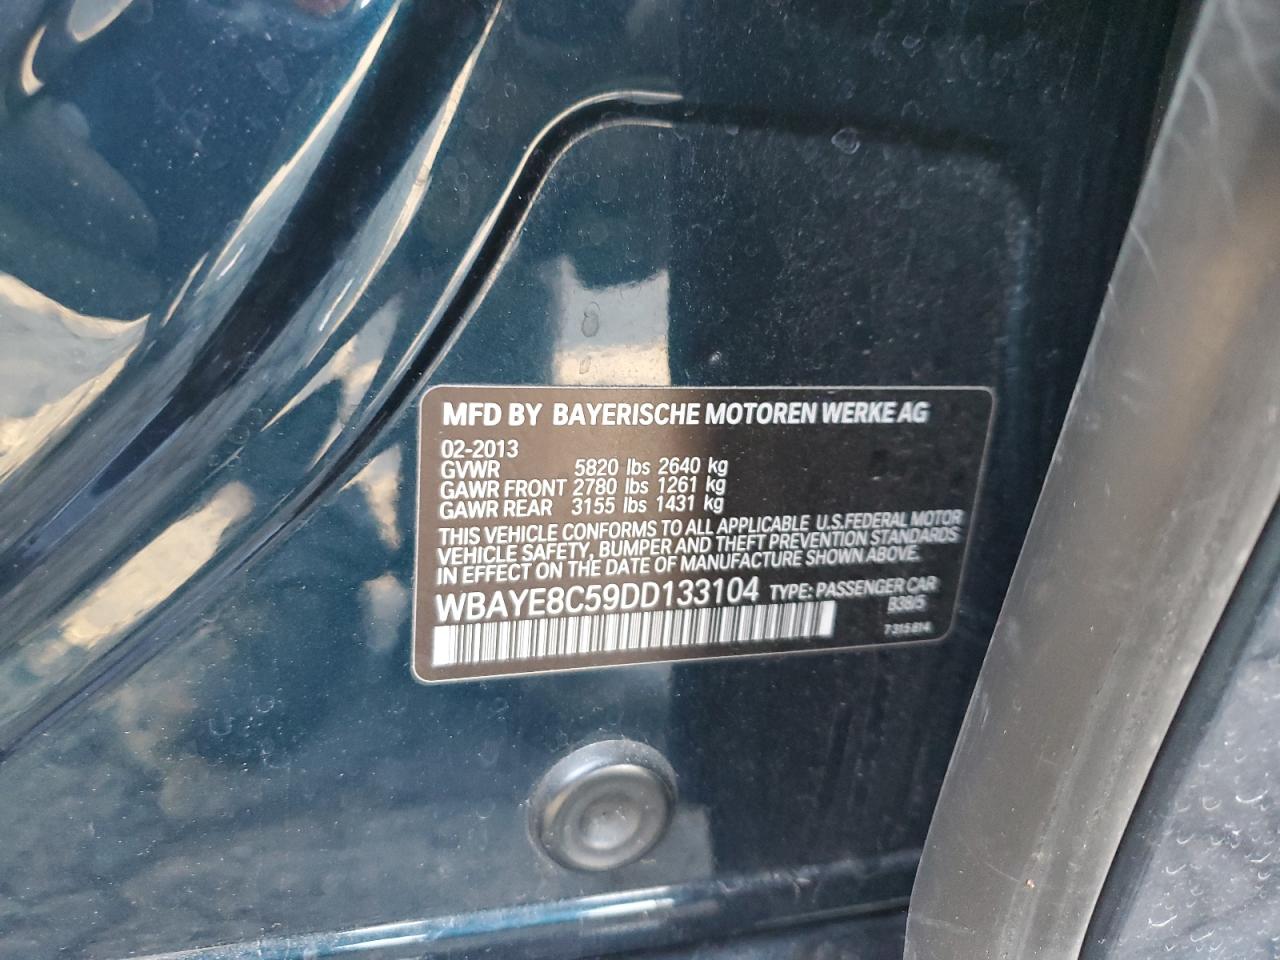 MFD BY BAYERISCHE MOTOREN WERKE AG
02-2013
GVWR 5820 lbs 2640 kg
GAWR FRONT 2780 lbs 1261 kg
GAWR REAR 3155 lbs 1431 kg
THIS VEHICLE CONFORMS TO ALL APPLICABLE U.S.FEDERAL MOTOR
VEHICLE SAFETY, BUMPER AND THEFT PREVENTION STANDARDS
IN EFFECT ON THE DATE OF MANUFACTURE SHOWN ABOVE.
WBAYE8C59DD133104 TYPE: PASSENGER CAR
B38/5
7315814